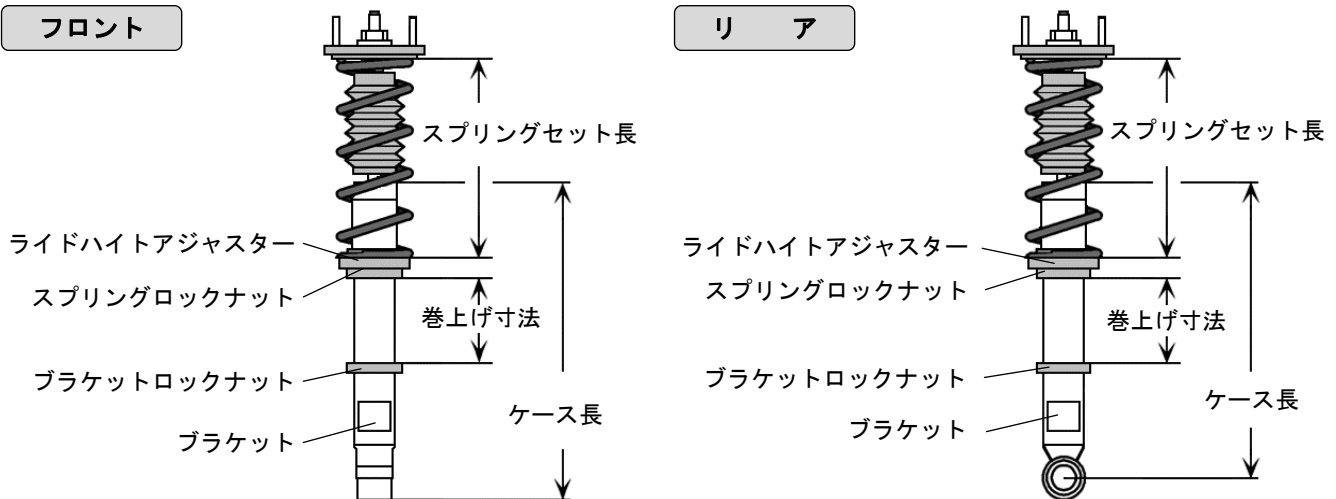 フロント
スプリングセット長
ライドハイトアジャスター
スプリングロックナット
巻上げ寸法
ブラケットロックナット
ケース長
ブラケット
リ ア
スプリングセット長
ライドハイトアジャスター
スプリングロックナット
巻上げ寸法
ブラケットロックナット
ケース長
ブラケット